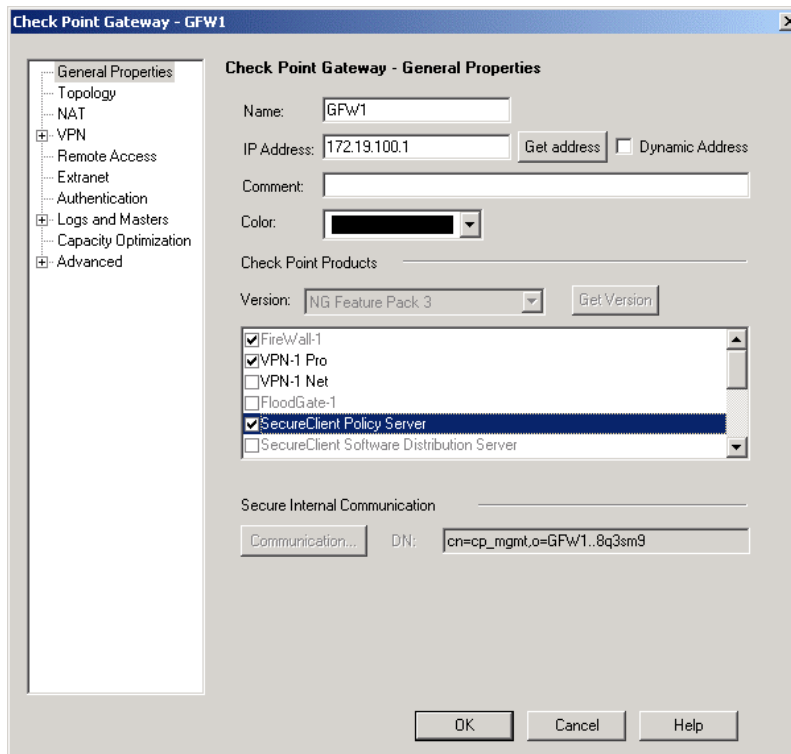 Check Point Gateway - GFW1
General Properties
Topology
NAT
VPN
Remote Access
Extranet
Authentication
Logs and Masters
Capacity Optimization
Advanced
Check Point Gateway - General Properties
Name: GFW1
IP Address: 172.19.100.1 Get address Dynamic Address
Comment:
Color:
Check Point Products
Version: NG Feature Pack 3 Get Version
FireWall-1
VPN-1 Pro
VPN-1 Net
FloodGate-1
SecureClient Policy Server
SecureClient Software Distribution Server
Secure Internal Communication
Communication... DN: cn=cp_mgmt,o=GFW1..8q3sm9
OK Cancel Help